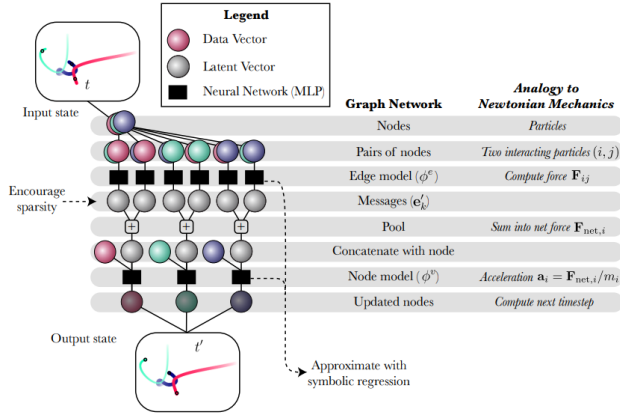 Legend
Data Vector
Latent Vector
Neural Network (MLP)
t
Input state
Graph Network
Analogy to
Newtonian Mechanics
Nodes
Particles
Pairs of nodes
Two interacting particles (i, j)
Edge model (ϕᵉ)
Compute force F_ij
Encourage
sparsity
Messages (e′_k)
+ + +
Pool
Sum into net force F_net,i
Concatenate with node
Node model (ϕᵛ)
Acceleration a_i = F_net,i/m_i
Updated nodes
Compute next timestep
Output state
t′
Approximate with
symbolic regression